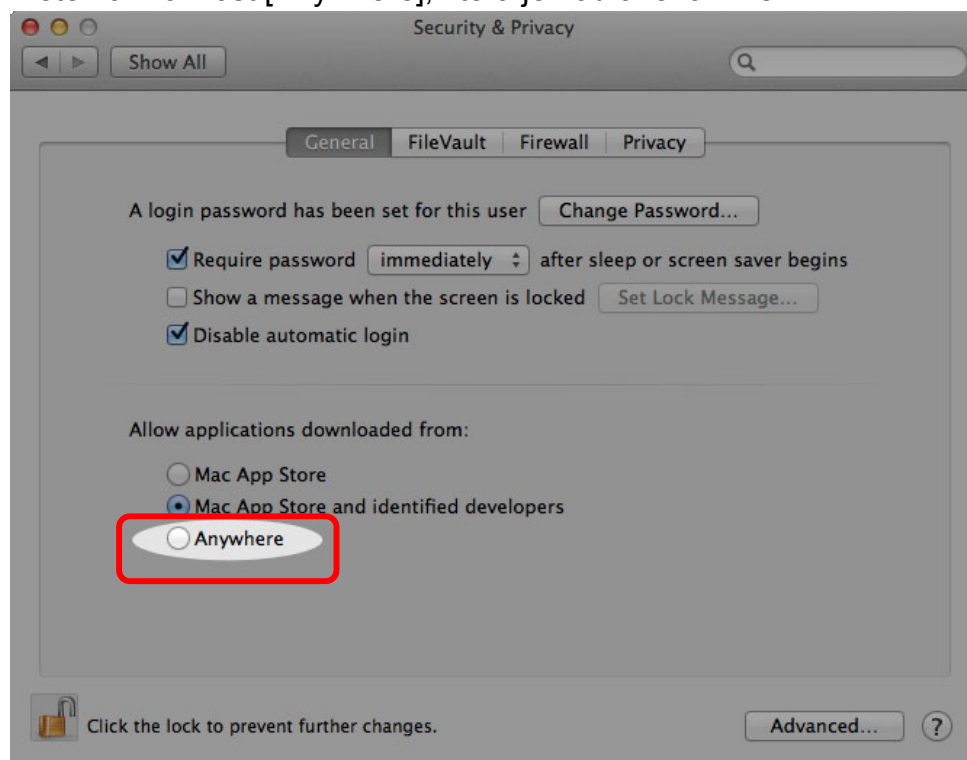 Security & Privacy
Show All
General FileVault Firewall Privacy
A login password has been set for this user Change Password...
Require password immediately after sleep or screen saver begins
Show a message when the screen is locked Set Lock Message...
Disable automatic login
Allow applications downloaded from:
Mac App Store
Mac App Store and identified developers
Anywhere
Click the lock to prevent further changes. Advanced... ?